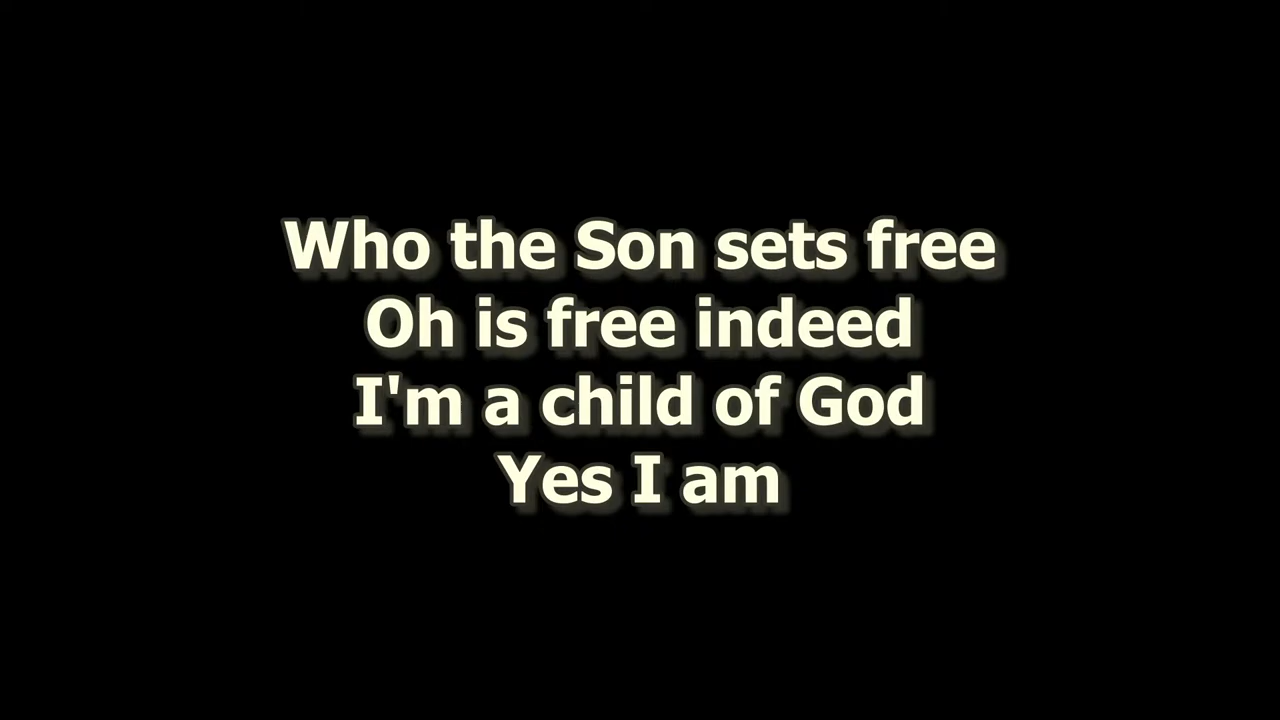 Who the Son sets free
Oh is free indeed
I'm a child of God
Yes I am